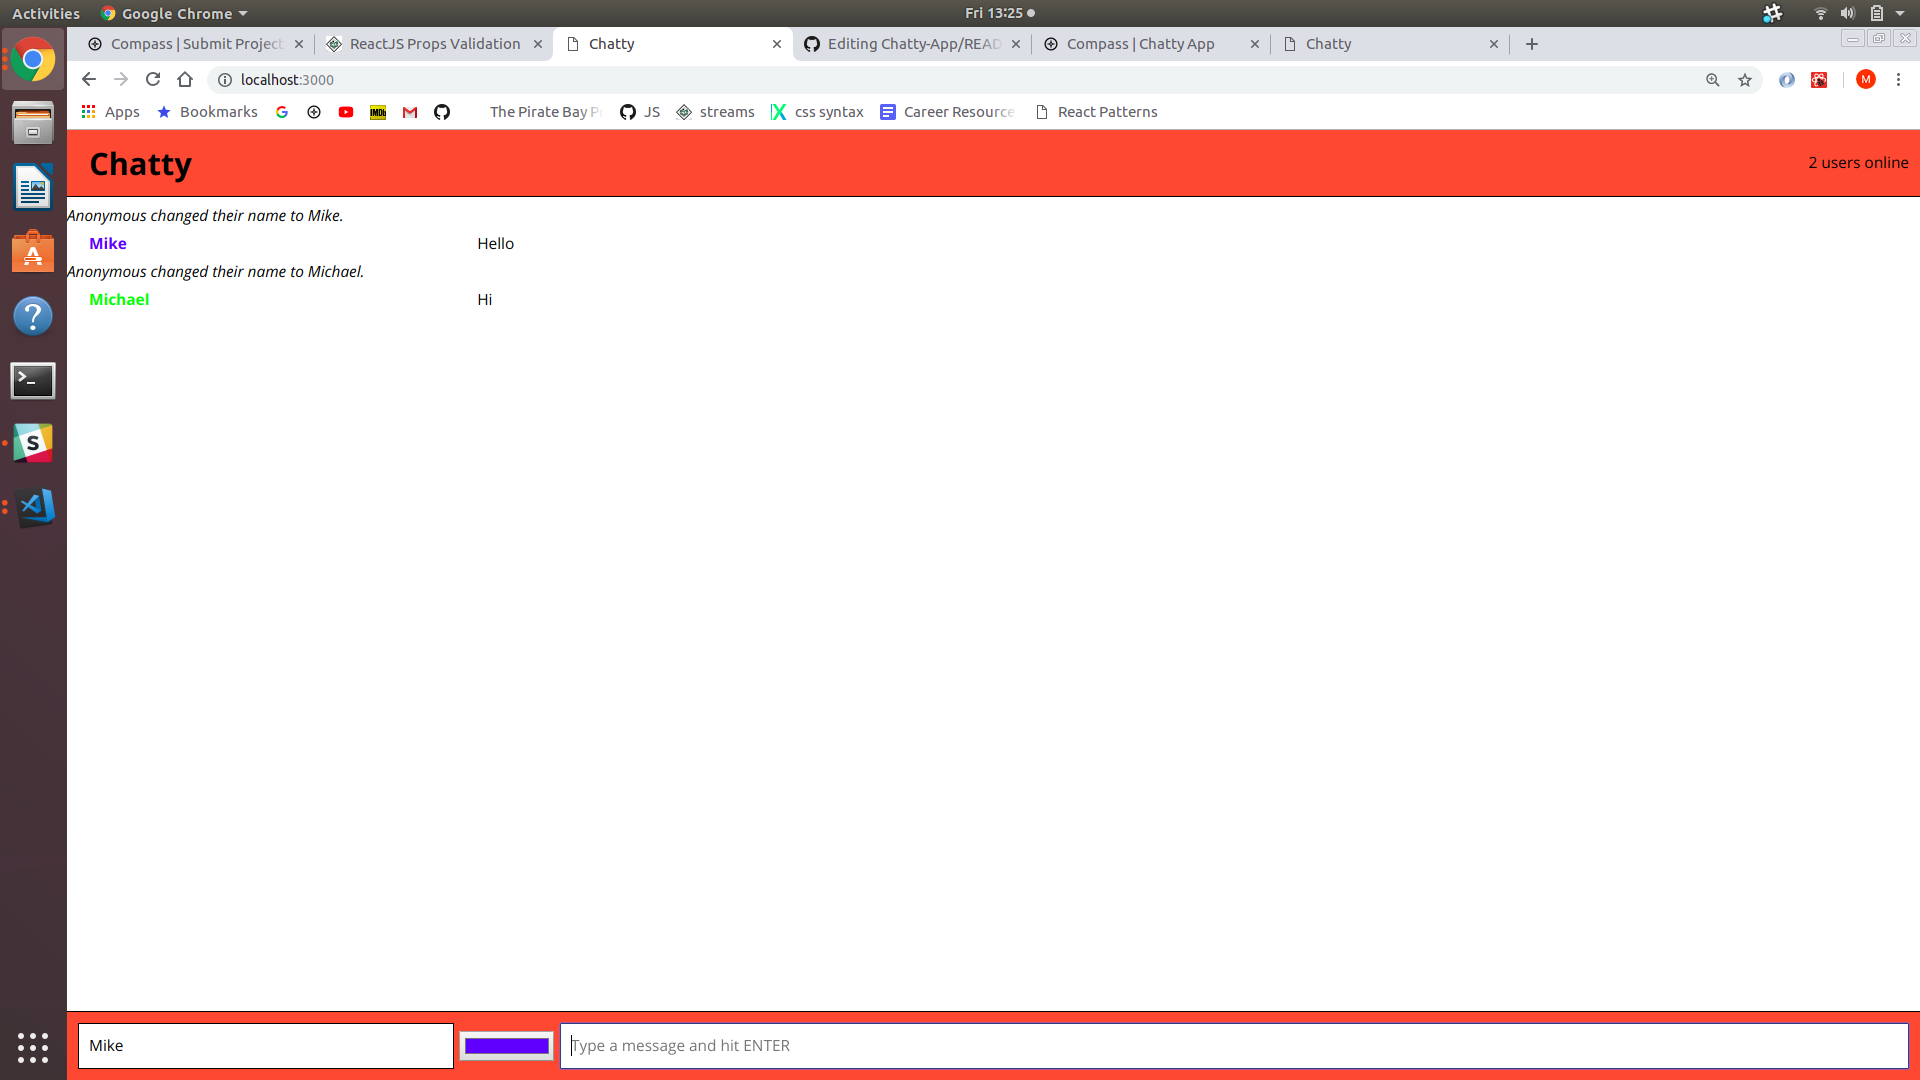 Activities Google Chrome Fri 13:25
Compass | Submit Project ReactJS Props Validation Chatty Editing Chatty-App/READ Compass | Chatty App Chatty
localhost:3000 M
Apps Bookmarks G IMDb The Pirate Bay P JS streams css syntax Career Resource React Patterns
Chatty 2 users online
Anonymous changed their name to Mike.
Mike Hello
Anonymous changed their name to Michael.
Michael Hi
Mike Type a message and hit ENTER